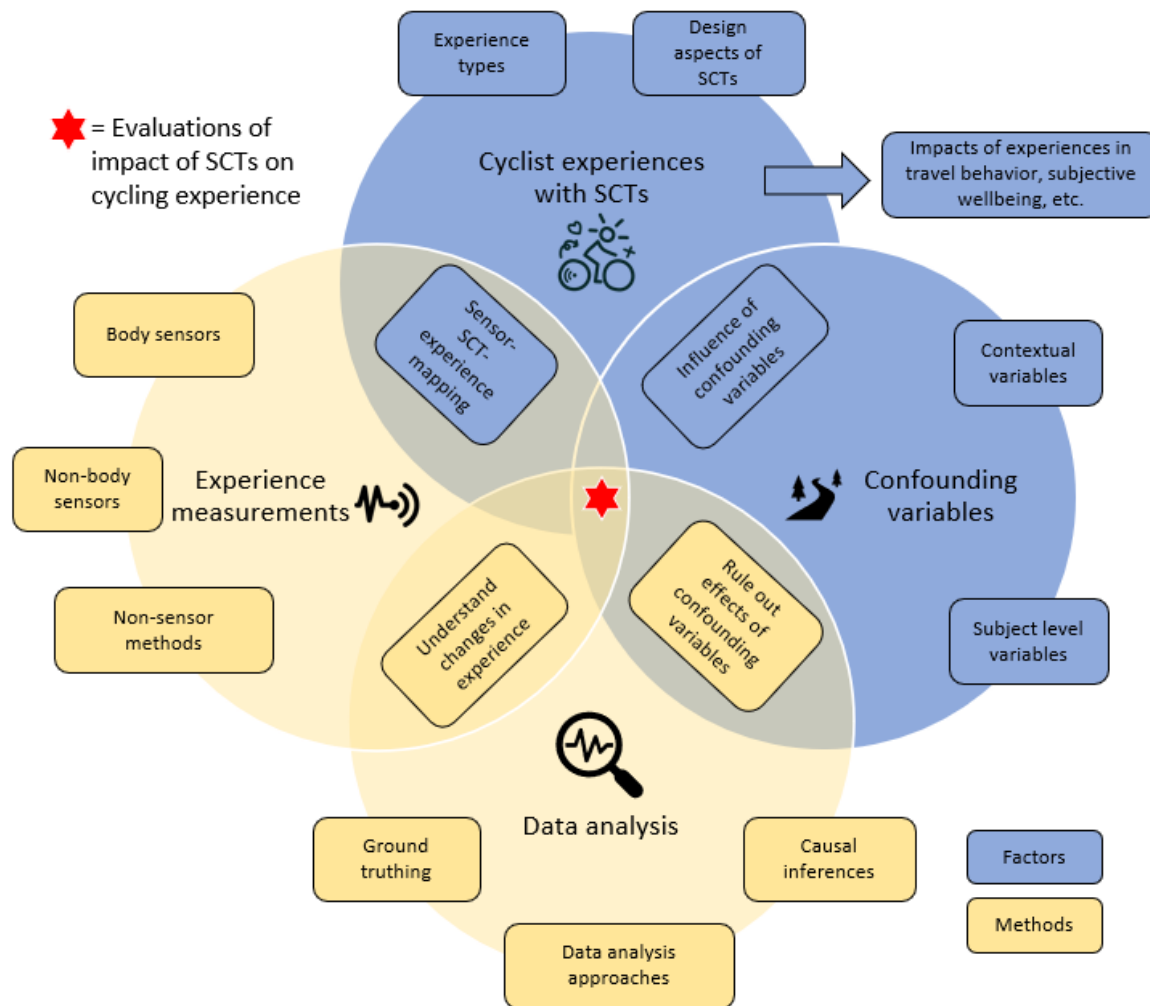 Experience
types
Design
aspects of
SCTs
= Evaluations of
impact of SCTs on
cycling experience
Cyclist experiences
with SCTs
Impacts of experiences in
travel behavior, subjective
wellbeing, etc.
Body sensors
Sensor-
SCT-
experience
mapping
Influence of
confounding
variables
Contextual
variables
Non-body
sensors
Experience
measurements
Confounding
variables
Non-sensor
methods
Understand
changes in
experience
Rule out
effects of
confounding
variables
Subject level
variables
Data analysis
Ground
truthing
Causal
inferences
Factors
Methods
Data analysis
approaches